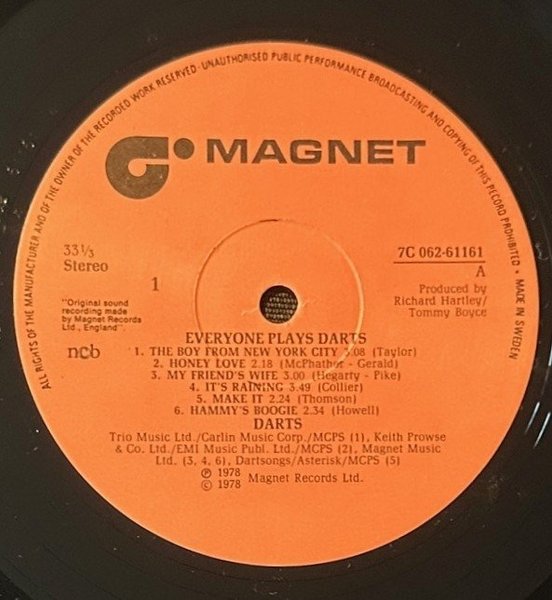 ALL RIGHTS OF THE MANUFACTURER AND OF THE OWNER OF THE RECORDED WORK RESERVED · UNAUTHORISED PUBLIC PERFORMANCE BROADCASTING AND COPYING OF THIS RECORD PROHIBITED • MADE IN SWEDEN
MAGNET
33⅓
Stereo
1
7C 062-61161
A
"Original sound
recording made
by Magnet Records
Ltd., England"
Produced by
Richard Hartley/
Tommy Boyce
ncb
EVERYONE PLAYS DARTS
1. THE BOY FROM NEW YORK CITY 3.08 (Taylor)
2. HONEY LOVE 2.18 (McPhather - Gerald)
3. MY FRIEND'S WIFE 3.00 (Hegarty - Pike)
4. IT'S RAINING 3.49 (Collier)
5. MAKE IT 2.24 (Thomson)
6. HAMMY'S BOOGIE 2.34 (Howell)
DARTS
Trio Music Ltd./Carlin Music Corp./MCPS (1), Keith Prowse
& Co. Ltd./EMI Music Publ. Ltd./MCPS (2), Magnet Music
Ltd. (3, 4, 6), Dartsongs/Asterisk/MCPS (5)
℗ 1978
© 1978 Magnet Records Ltd.